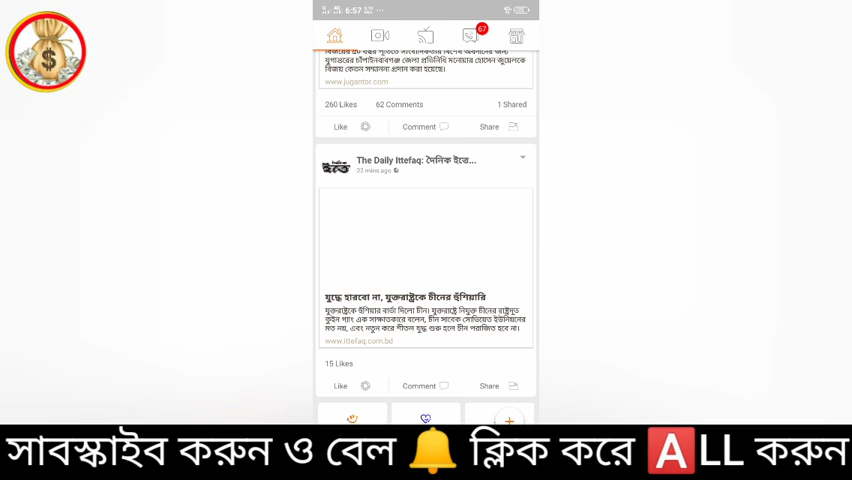 6:57
67
বিজয়ের ৫০ বছর পূর্তিতে সাংবাদিকতায় বিশেষ অবদানের জন্য
যুগান্তরের চাঁপাইনবাবগঞ্জ জেলা প্রতিনিধি মনোয়ার হোসেন জুয়েলকে
বিজয় কেতন সম্মাননা প্রদান করা হয়েছে।
www.jugantor.com
260 Likes 62 Comments 1 Shared
Like Comment Share
The Daily Ittefaq: দৈনিক ইত্তে...
22 mins ago
যুদ্ধে হারবো না, যুক্তরাষ্ট্রকে চীনের হুঁশিয়ারি
যুক্তরাষ্ট্রকে হুঁশিয়ার বার্তা দিলো চীন। যুক্তরাষ্ট্রে নিযুক্ত চীনের রাষ্ট্রদূত
কুইন গ্যাং এক সাক্ষাতকারে বলেন, চীন সাবেক সোভিয়েত ইউনিয়নের
মত নয়, এবং নতুন করে শীতল যুদ্ধ শুরু হলে চীন পরাজিত হবে না।
www.ittefaq.com.bd
15 Likes
Like Comment Share
সাবস্ক্রাইব করুন ও বেল 🔔 ক্লিক করে 🅰LL করুন